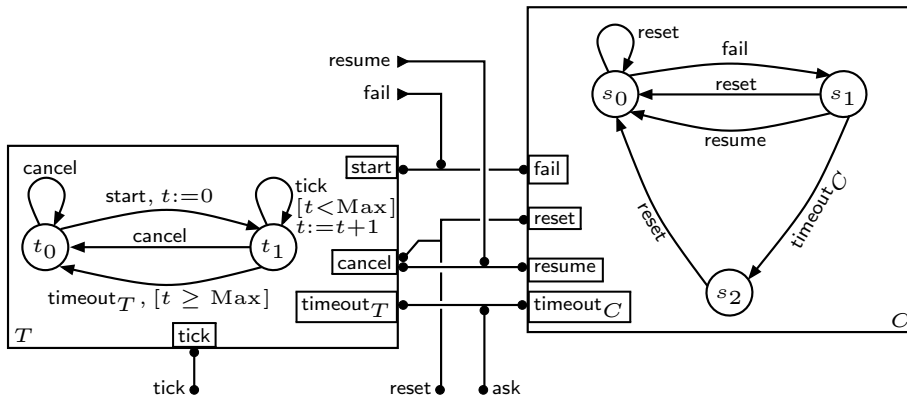 reset
fail
resume
s0
reset
s1
fail
resume
cancel
start
fail
start, t:=0
tick
[t<Max]
t:=t+1
reset
reset
timeoutC
t0
cancel
t1
cancel
resume
timeoutT, [t ≥ Max]
timeoutT
timeoutC
s2
T
tick
C
tick
reset
ask